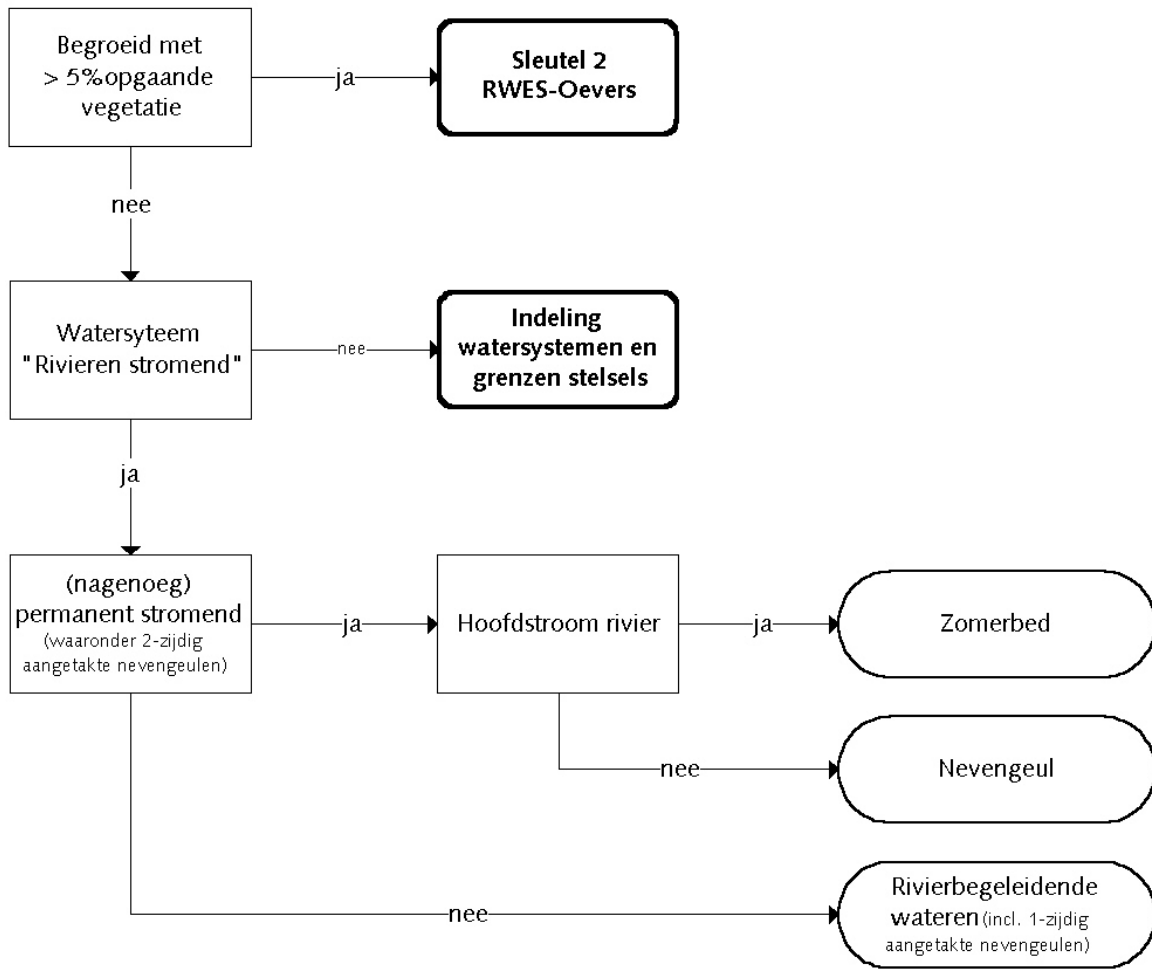 Begroeid met
> 5%opgaande
vegetatie
ja
Sleutel 2
RWES-Oevers
nee
Watersyteem
"Rivieren stromend"
nee
Indeling
watersystemen en
grenzen stelsels
ja
(nagenoeg)
permanent stromend
(waaronder 2-zijdig
aangetakte nevengeulen)
ja
Hoofdstroom rivier
ja
Zomerbed
nee
Nevengeul
nee
Rivierbegeleidende
wateren (incl. 1-zijdig
aangetakte nevengeulen)